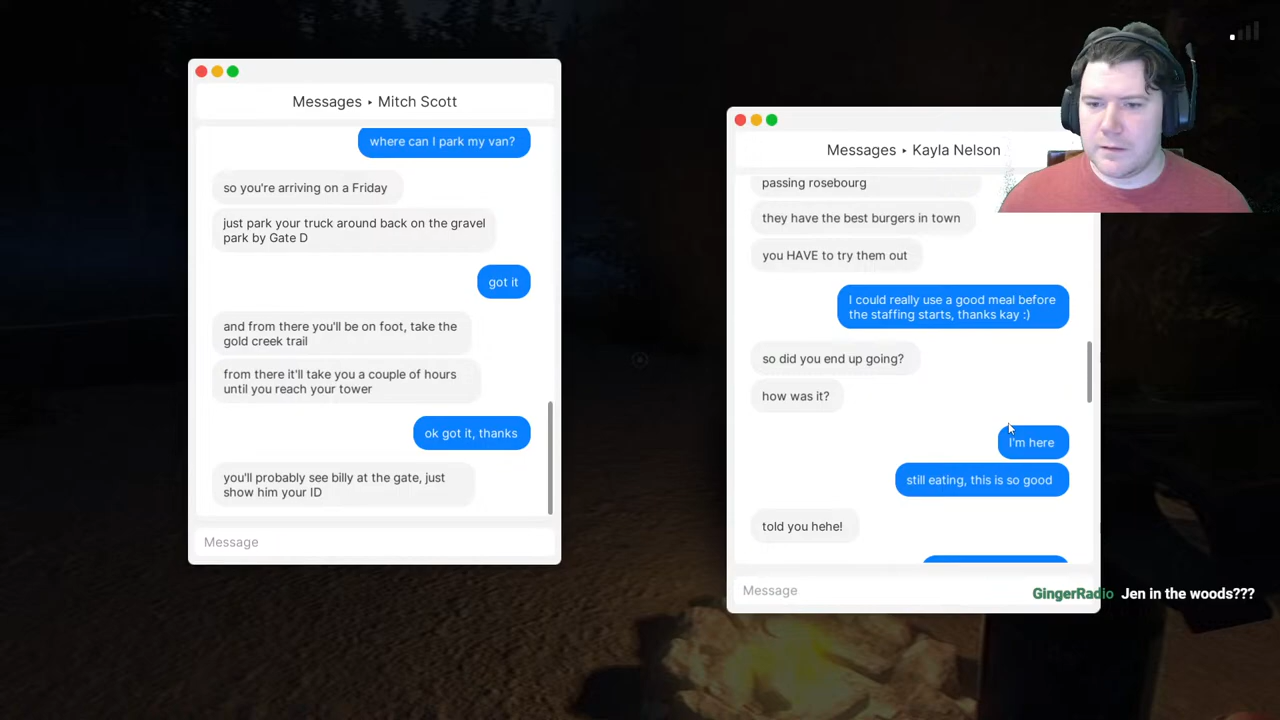 Messages ▸ Mitch Scott
where can I park my van?
so you're arriving on a Friday
just park your truck around back on the gravel
park by Gate D
got it
and from there you'll be on foot, take the
gold creek trail
from there it'll take you a couple of hours
until you reach your tower
ok got it, thanks
you'll probably see billy at the gate, just
show him your ID
Message
Messages ▸ Kayla Nelson
passing rosebourg
they have the best burgers in town
you HAVE to try them out
I could really use a good meal before
the staffing starts, thanks kay :)
so did you end up going?
how was it?
I'm here
still eating, this is so good
told you hehe!
Message
GingerRadio Jen in the woods???